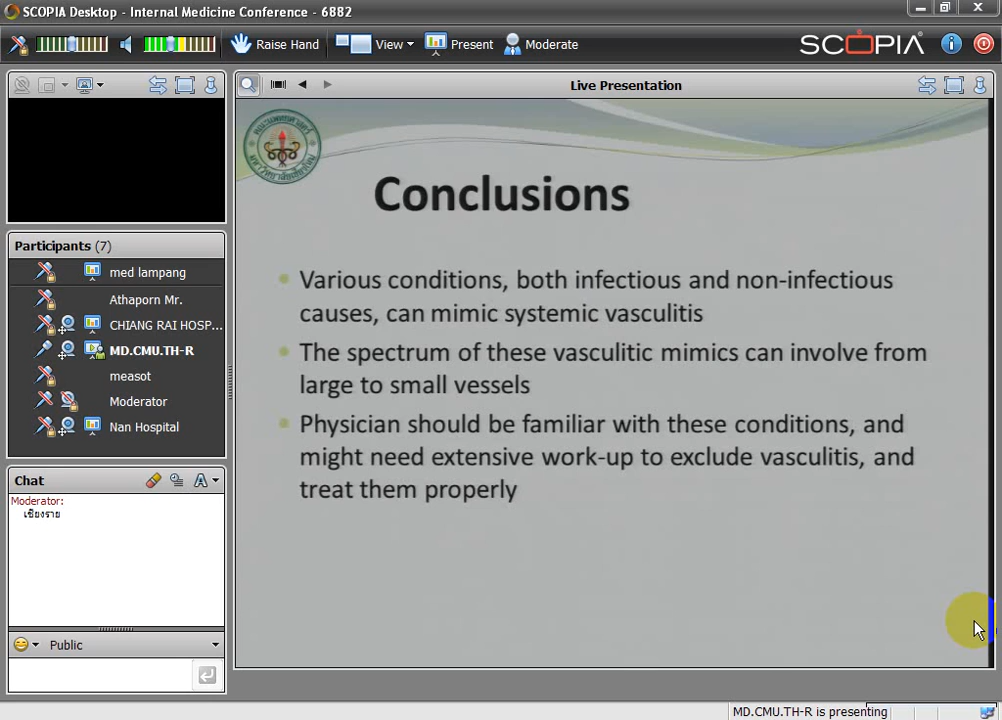 SCOPIA Desktop - Internal Medicine Conference - 6882
Raise Hand View Present Moderate SCOPIA
Live Presentation
Participants (7)
med lampang
Athaporn Mr.
CHIANG RAI HOSP...
MD.CMU.TH-R
measot
Moderator
Nan Hospital
Chat
Moderator:
เชียงราย
Public
Conclusions
Various conditions, both infectious and non-infectious
causes, can mimic systemic vasculitis
The spectrum of these vasculitic mimics can involve from
large to small vessels
Physician should be familiar with these conditions, and
might need extensive work-up to exclude vasculitis, and
treat them properly
MD.CMU.TH-R is presenting